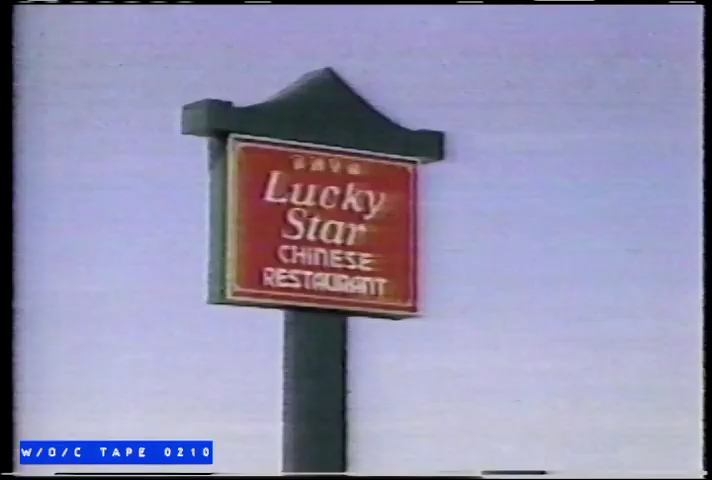 Lucky
Star
CHINESE
RESTAURANT
W/O/C TAPE 0210